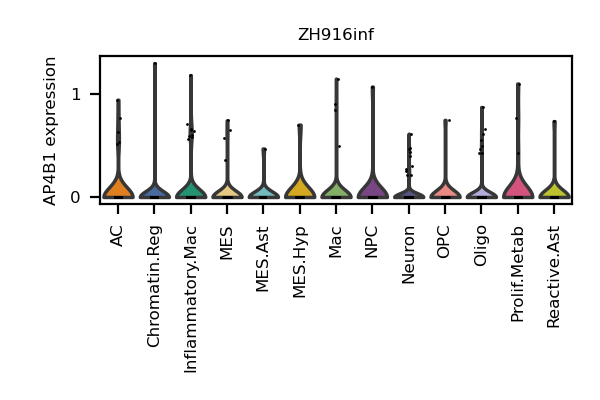 ZH916inf
AP4B1 expression
1
0
AC
Chromatin.Reg
Inflammatory.Mac
MES
MES.Ast
MES.Hyp
Mac
NPC
Neuron
OPC
Oligo
Prolif.Metab
Reactive.Ast